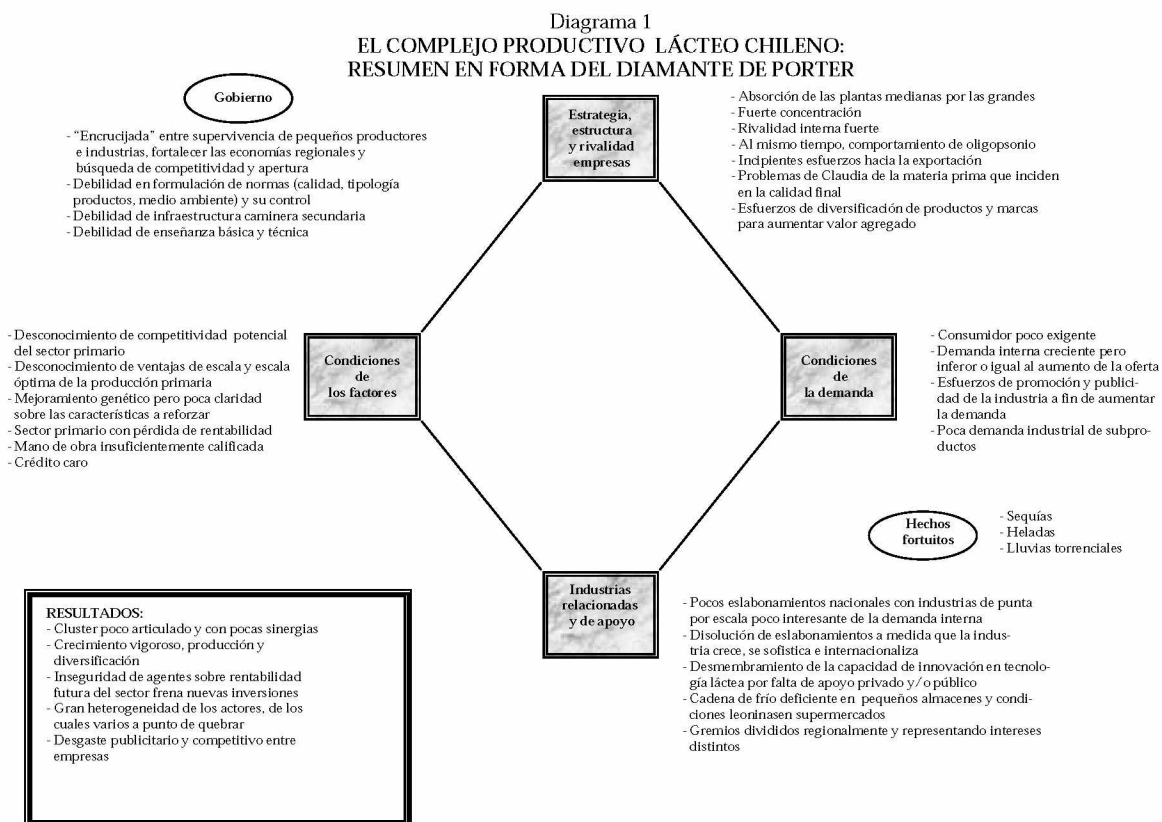 Diagrama 1
EL COMPLEJO PRODUCTIVO LÁCTEO CHILENO:
RESUMEN EN FORMA DEL DIAMANTE DE PORTER
Gobierno
- “Encrucijada” entre supervivencia de pequeños productores
e industrias, fortalecer las economías regionales y
búsqueda de competitividad y apertura
- Debilidad en formulación de normas (calidad, tipología
productos, medio ambiente) y su control
- Debilidad de infraestructura caminera secundaria
- Debilidad de enseñanza básica y técnica
Estrategia,
estructura
y rivalidad
empresas
- Absorción de las plantas medianas por las grandes
- Fuerte concentración
- Rivalidad interna fuerte
- Al mismo tiempo, comportamiento de oligopsonio
- Incipientes esfuerzos hacia la exportación
- Problemas de Claudia de la materia prima que inciden
en la calidad final
- Esfuerzos de diversificación de productos y marcas
para aumentar valor agregado
- Desconocimiento de competitividad potencial
del sector primario
- Desconocimiento de ventajas de escala y escala
óptima de la producción primaria
- Mejoramiento genético pero poca claridad
sobre las características a reforzar
- Sector primario con pérdida de rentabilidad
- Mano de obra insuficientemente calificada
- Crédito caro
Condiciones
de
los factores
Condiciones
de
la demanda
- Consumidor poco exigente
- Demanda interna creciente pero
inferor o igual al aumento de la oferta
- Esfuerzos de promoción y publici-
dad de la industria a fin de aumentar
la demanda
- Poca demanda industrial de subpro-
ductos
Hechos
fortuitos
- Sequías
- Heladas
- Lluvias torrenciales
Industrias
relacionadas
y de apoyo
- Pocos eslabonamientos nacionales con industrias de punta
por escala poco interesante de la demanda interna
- Disolución de eslabonamientos a medida que la indus-
tria crece, se sofistica e internacionaliza
- Desmembramiento de la capacidad de innovación en tecnolo-
gía láctea por falta de apoyo privado y/o público
- Cadena de frío deficiente en pequeños almacenes y condi-
ciones leoninasen supermercados
- Gremios divididos regionalmente y representando intereses
distintos
RESULTADOS:
- Cluster poco articulado y con pocas sinergias
- Crecimiento vigoroso, producción y
diversificación
- Inseguridad de agentes sobre rentabilidad
futura del sector frena nuevas inversiones
- Gran heterogeneidad de los actores, de los
cuales varios a punto de quebrar
- Desgaste publicitario y competitivo entre
empresas